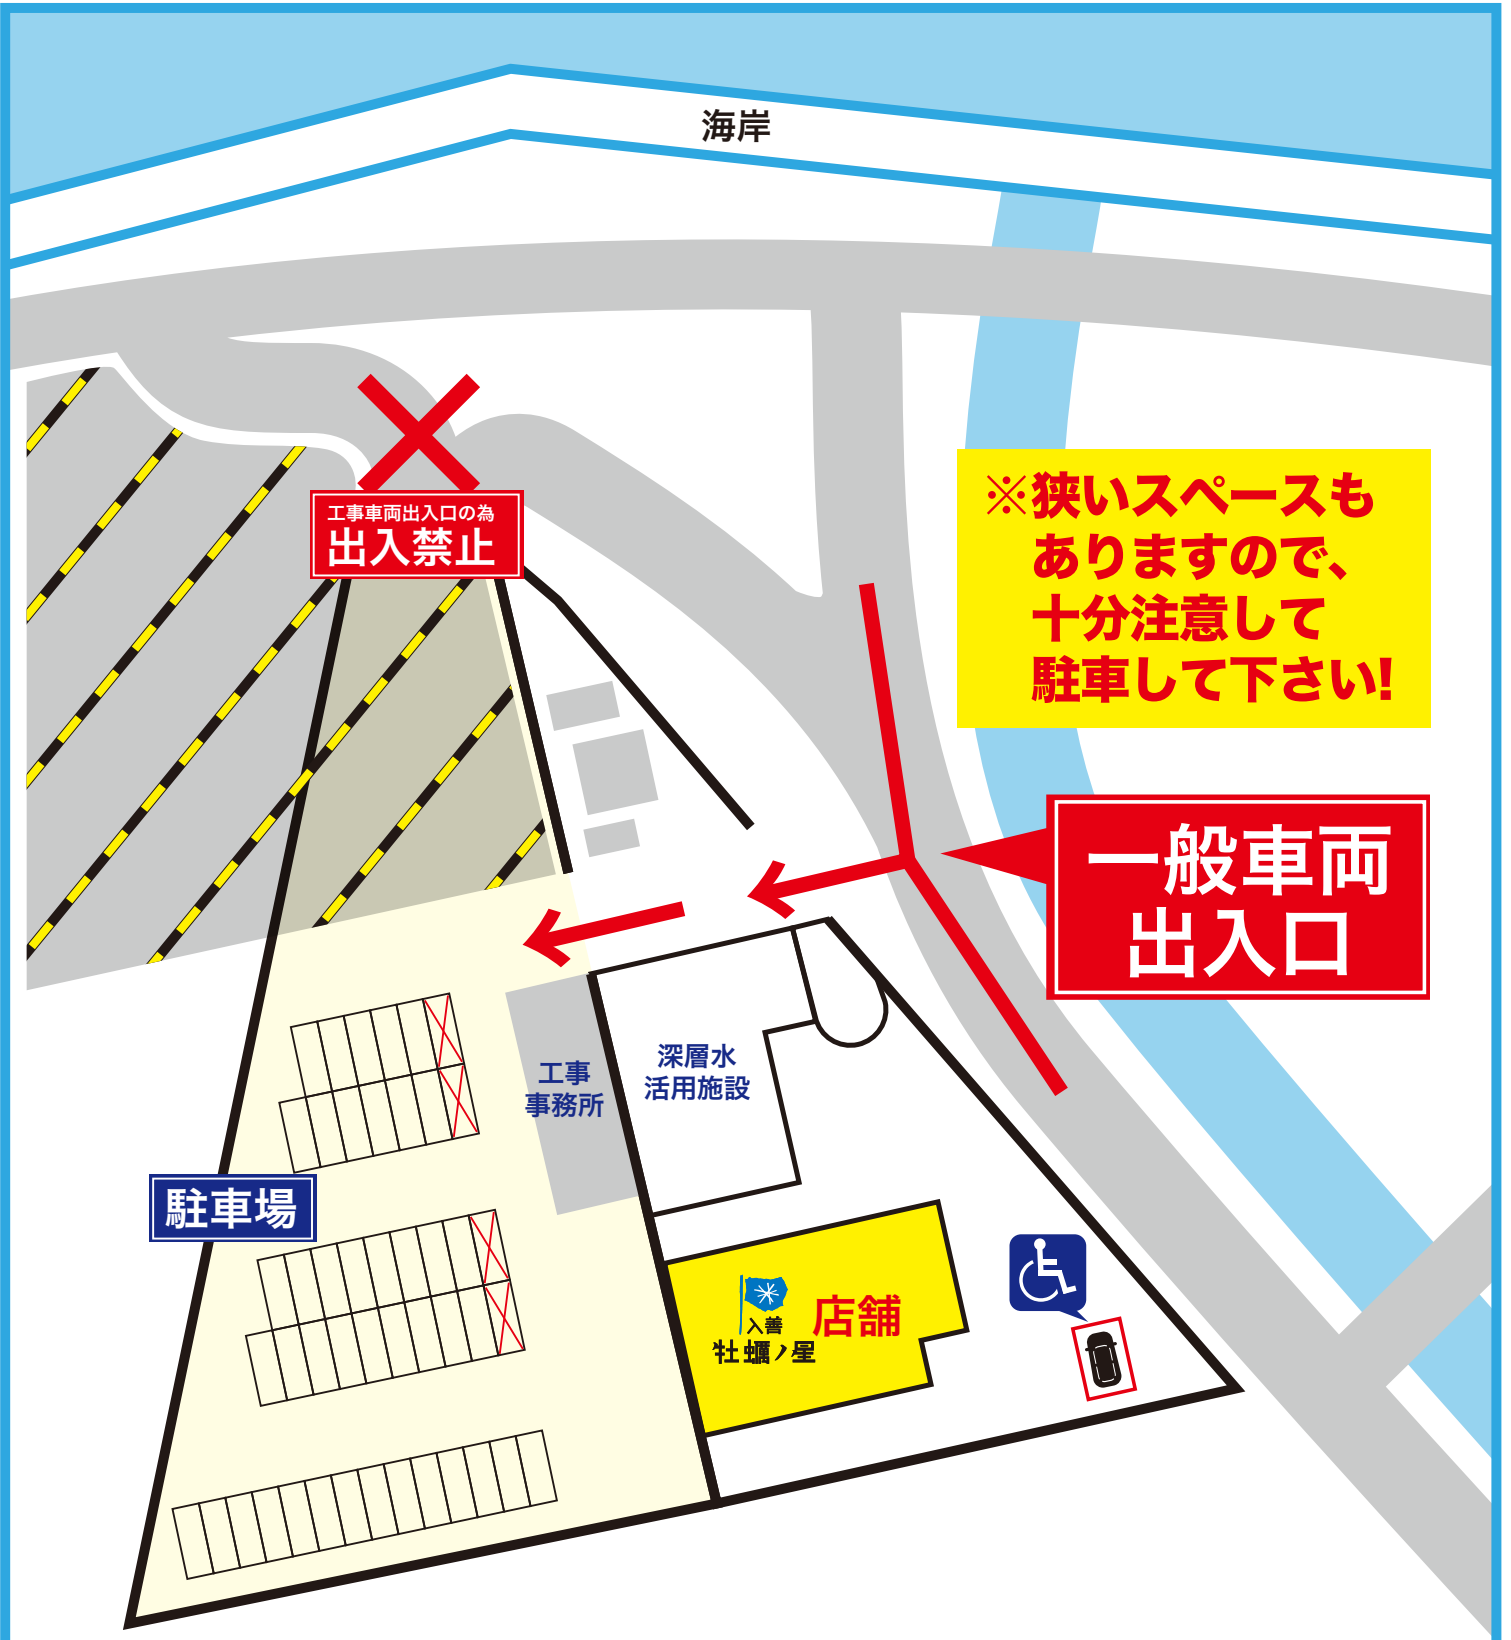 海岸
工事車両出入口の為
出入禁止
※狭いスペースも
ありますので、
十分注意して
駐車して下さい!
一般車両
出入口
工事
事務所
深層水
活用施設
駐車場
入善
牡蠣ノ星
店舗